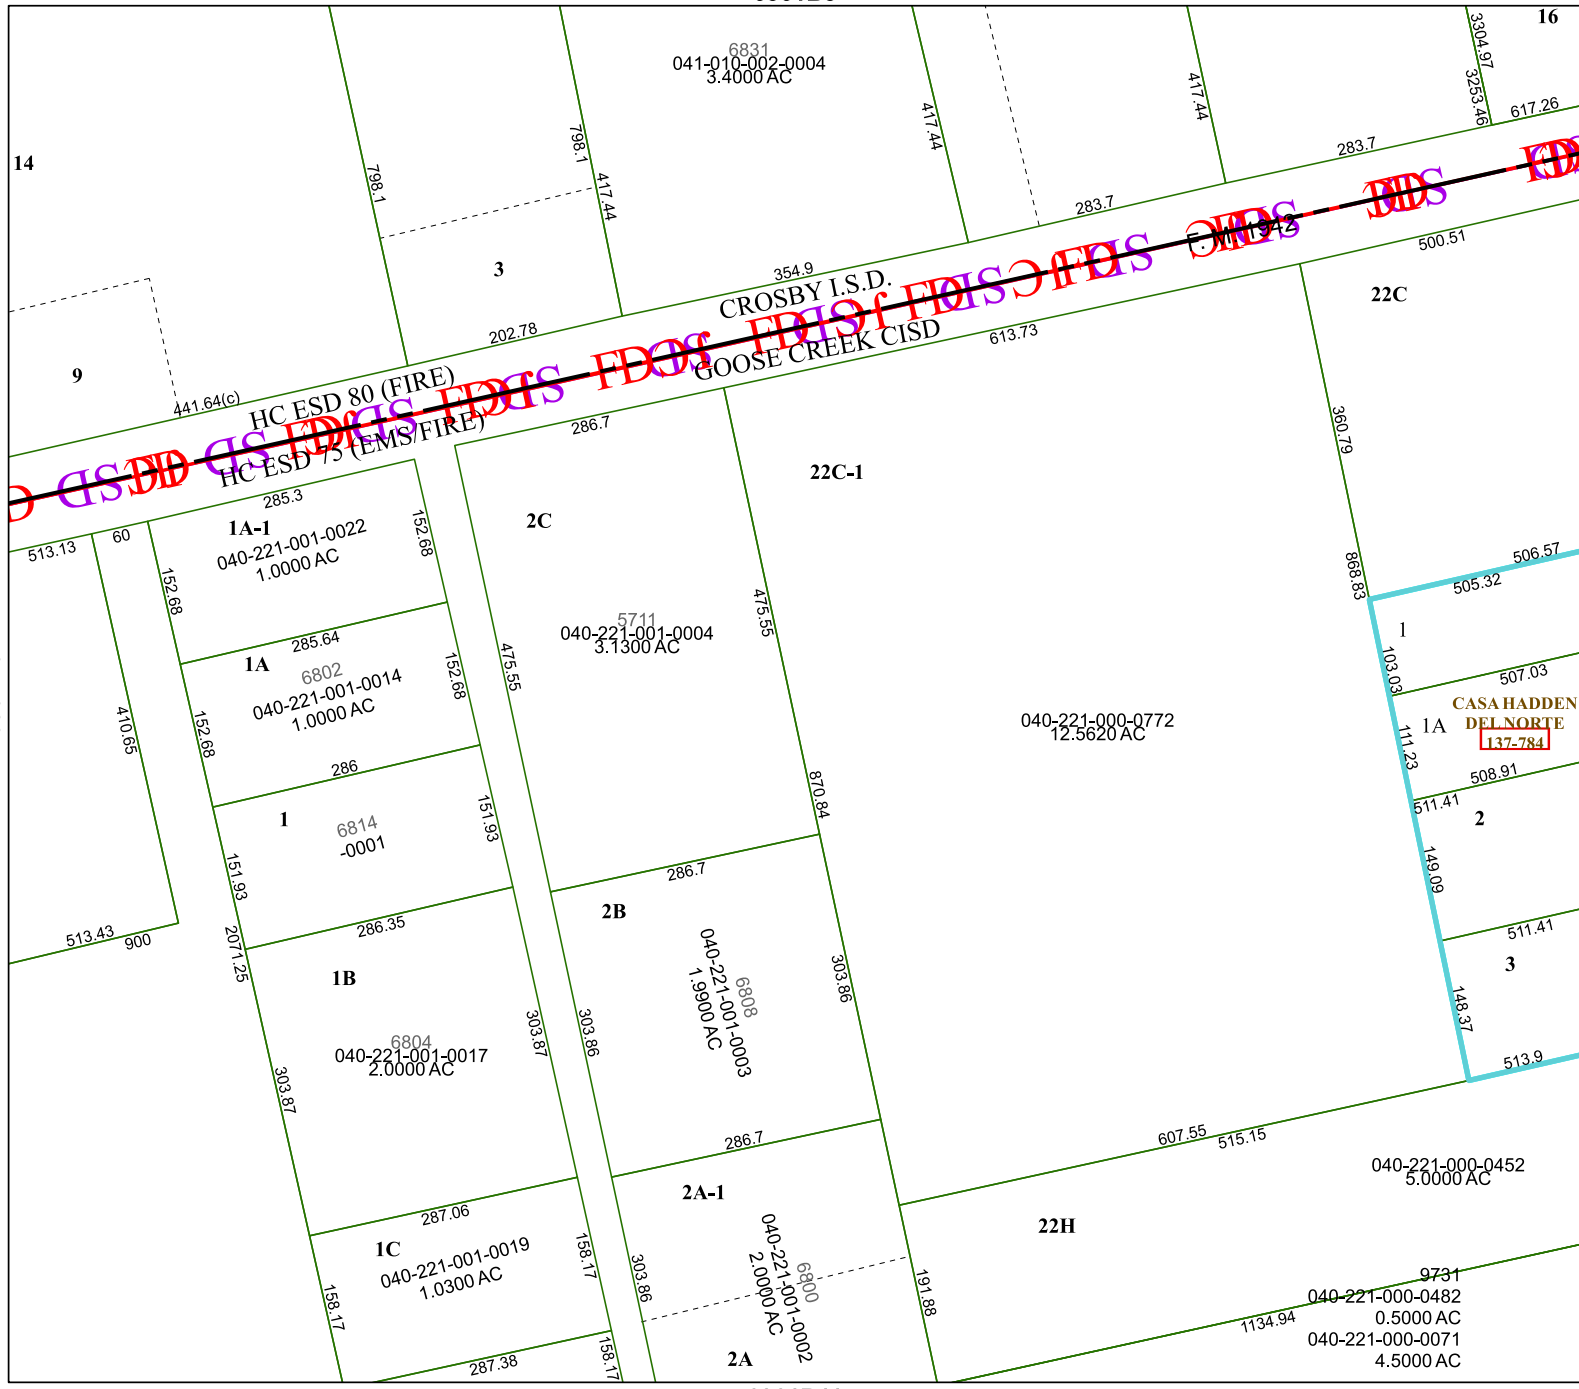 16
3304.97
3253.46
617.26
6831
041-010-002-0004
3.4000 AC
417.44
417.44
283.7
14
798.1
798.1
417.44
283.7
F. M. 1942
500.51
3
354.9
CROSBY I.S.D.
GOOSE CREEK CISD
202.78
613.73
22C
9
441.64(c)
HC ESD 80 (FIRE)
HC ESD 75 (EMS/FIRE)
286.7
360.79
22C-1
285.3
1A-1
040-221-001-0022
1.0000 AC
152.68
2C
513.13
60
152.68
868.83
506.57
505.32
285.64
475.55
5711
040-221-001-0004
3.1300 AC
475.55
1
103.03
507.03
1A
6802
040-221-001-0014
1.0000 AC
152.68
410.65
152.68
040-221-000-0772
12.5620 AC
CASA HADDEN
DEL NORTE
137-784
1A
111.23
508.91
286
870.84
511.41
2
1
6814
-0001
151.93
151.93
149.09
286.7
2B
513.43
900
286.35
2071.25
511.41
3
1B
6808
040-221-001-0003
1.9900 AC
303.86
148.37
6804
040-221-001-0017
2.0000 AC
303.87
303.86
303.87
513.9
286.7
607.55
515.15
040-221-000-0452
5.0000 AC
2A-1
287.06
22H
1C
040-221-001-0019
1.0300 AC
158.17
303.86
6800
040-221-001-0002
2.0000 AC
191.88
158.17
9731
040-221-000-0482
0.5000 AC
040-221-000-0071
4.5000 AC
1134.94
287.38
158.17
2A